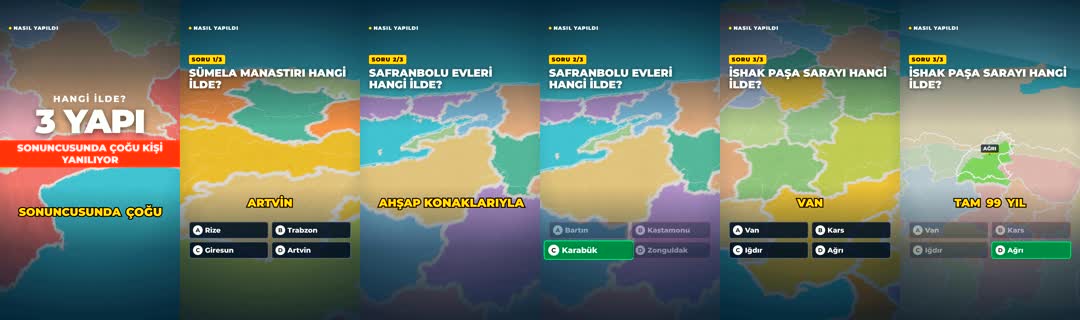 NASIL YAPILDI
HANGİ İLDE?
3 YAPI
SONUNCUSUNDA ÇOĞU KİŞİ
YANILIYOR
SONUNCUSUNDA ÇOĞU
NASIL YAPILDI
SORU 1/3
SÜMELA MANASTIRI HANGİ
İLDE?
ARTVİN
A Rize
B Trabzon
C Giresun
D Artvin
NASIL YAPILDI
SORU 2/3
SAFRANBOLU EVLERİ
HANGİ İLDE?
AHŞAP KONAKLARIYLA
NASIL YAPILDI
SORU 2/3
SAFRANBOLU EVLERİ
HANGİ İLDE?
A Bartın
B Kastamonu
C Karabük
D Zonguldak
NASIL YAPILDI
SORU 3/3
İSHAK PAŞA SARAYI HANGİ
İLDE?
VAN
A Van
B Kars
C Iğdır
D Ağrı
NASIL YAPILDI
SORU 3/3
İSHAK PAŞA SARAYI HANGİ
İLDE?
AĞRI
TAM 99 YIL
A Van
B Kars
C Iğdır
D Ağrı